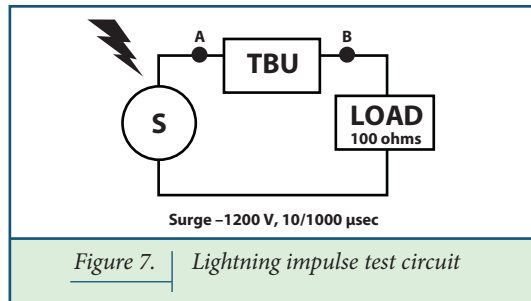 A
B
TBU
S
LOAD
100 ohms
Surge –1200 V, 10/1000 µsec
Figure 7. Lightning impulse test circuit